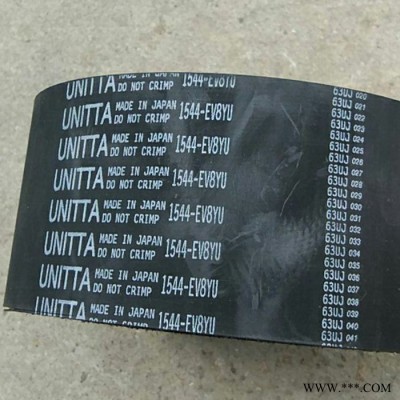 UNITTA MADE IN JAPAN DO NOT CRIMP 1544-EV8YU
UNITTA MADE IN JAPAN DO NOT CRIMP 1544-EV8YU
UNITTA MADE IN JAPAN DO NOT CRIMP 1544-EV8YU
UNITTA MADE IN JAPAN DO NOT CRIMP 1544-EV8YU
UNITTA MADE IN JAPAN DO NOT CRIMP 1544-EV8YU
UNITTA MADE IN JAPAN DO NOT CRIMP 1544-EV8YU
UNITTA MADE IN JAPAN DO NOT CRIMP 1544-EV8YU
UNITTA MADE IN JAPAN DO NOT CRIMP 1544-EV8YU
63UJ 020
63UJ 021
63UJ 022
63UJ 023
63UJ 024
63UJ 025
63UJ 026
63UJ 027
63UJ 028
63UJ 029
63UJ 030
63UJ 031
63UJ 032
63UJ 033
63UJ 034
63UJ 035
63UJ 036
63UJ 037
63UJ 038
63UJ 039
63UJ 040
63UJ 041
WWW.***.COM